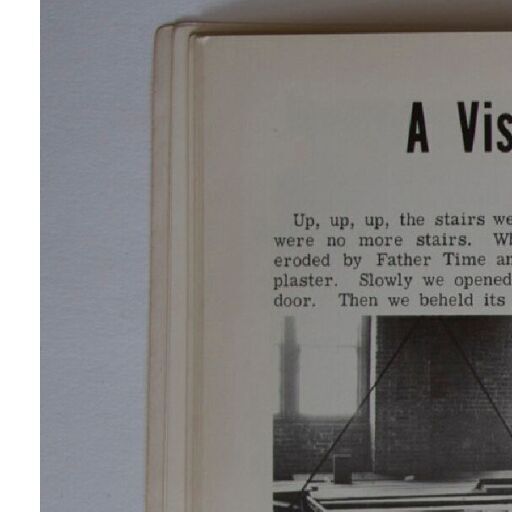 A Vis
Up, up, up, the stairs we
were no more stairs. Wh
eroded by Father Time an
plaster. Slowly we opened
door. Then we beheld its